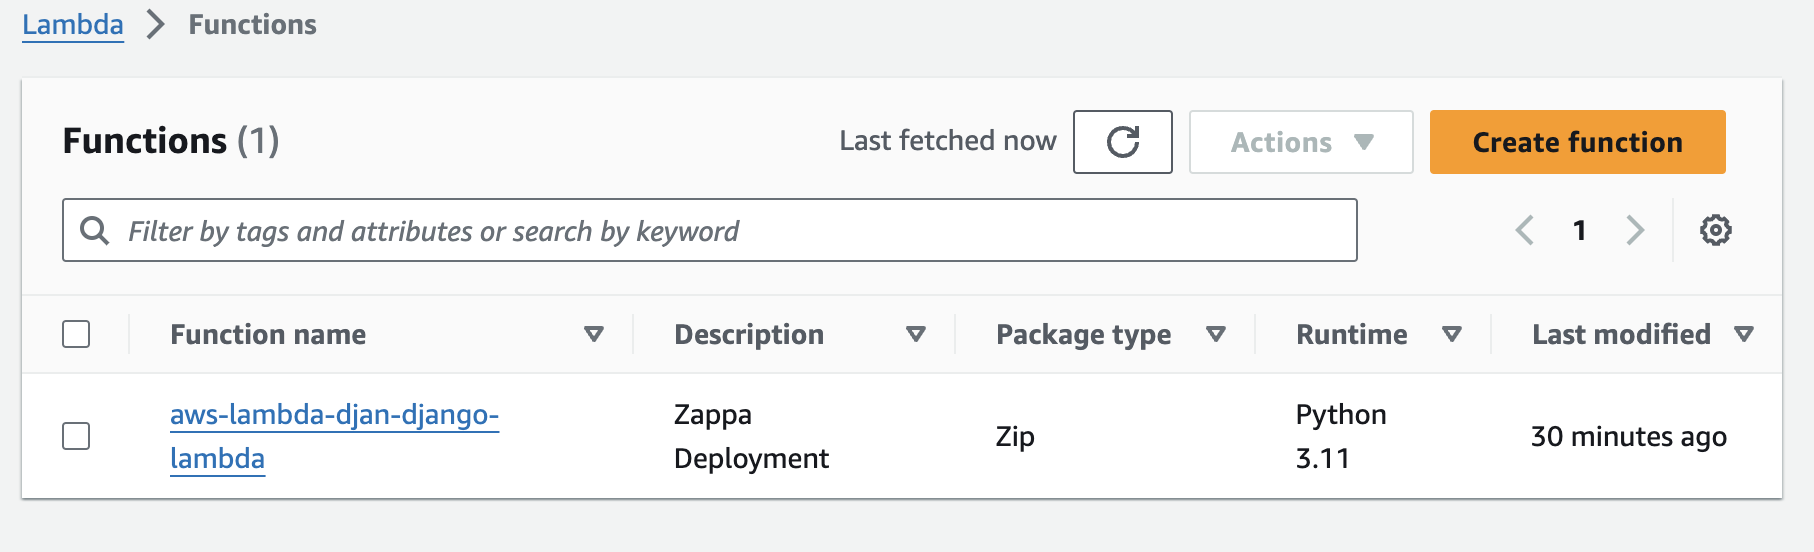 Lambda > Functions
Functions (1)
Last fetched now
Actions
Create function
Filter by tags and attributes or search by keyword
1
Function name
Description
Package type
Runtime
Last modified
aws-lambda-djan-django-
lambda
Zappa
Deployment
Zip
Python
3.11
30 minutes ago